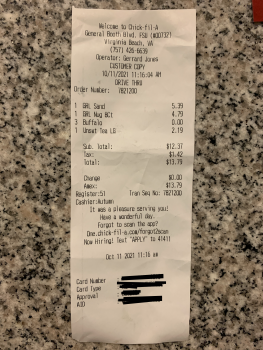 Welcome to Chick-fil-A
General Booth Blvd. FSU (#00732)
Virginia Beach, VA
(757) 426-6639
Operator: Gerrard Jones
CUSTOMER COPY
10/11/2021 11:16:04 AM
DRIVE THRU
Order Number: 7821200
1 GRL Sand 5.39
1 GRL Nug 8Ct 4.79
3 Buffalo 0.00
1 Unswt Tea LG 2.19
Sub. Total: $12.37
Tax: $1.42
Total: $13.79
Change $0.00
Amex: $13.79
Register:51 Tran Seq No: 7821200
Cashier:Autumn
It was a pleasure serving you!
Have a wonderful day.
Forgot to scan the app?
One.chick-fil-a.com/forgot2scan
Now Hiring! Text "APPLY" to 41411
Oct 11 2021 11:16 am
Card Number
Card Type
Approval
AID